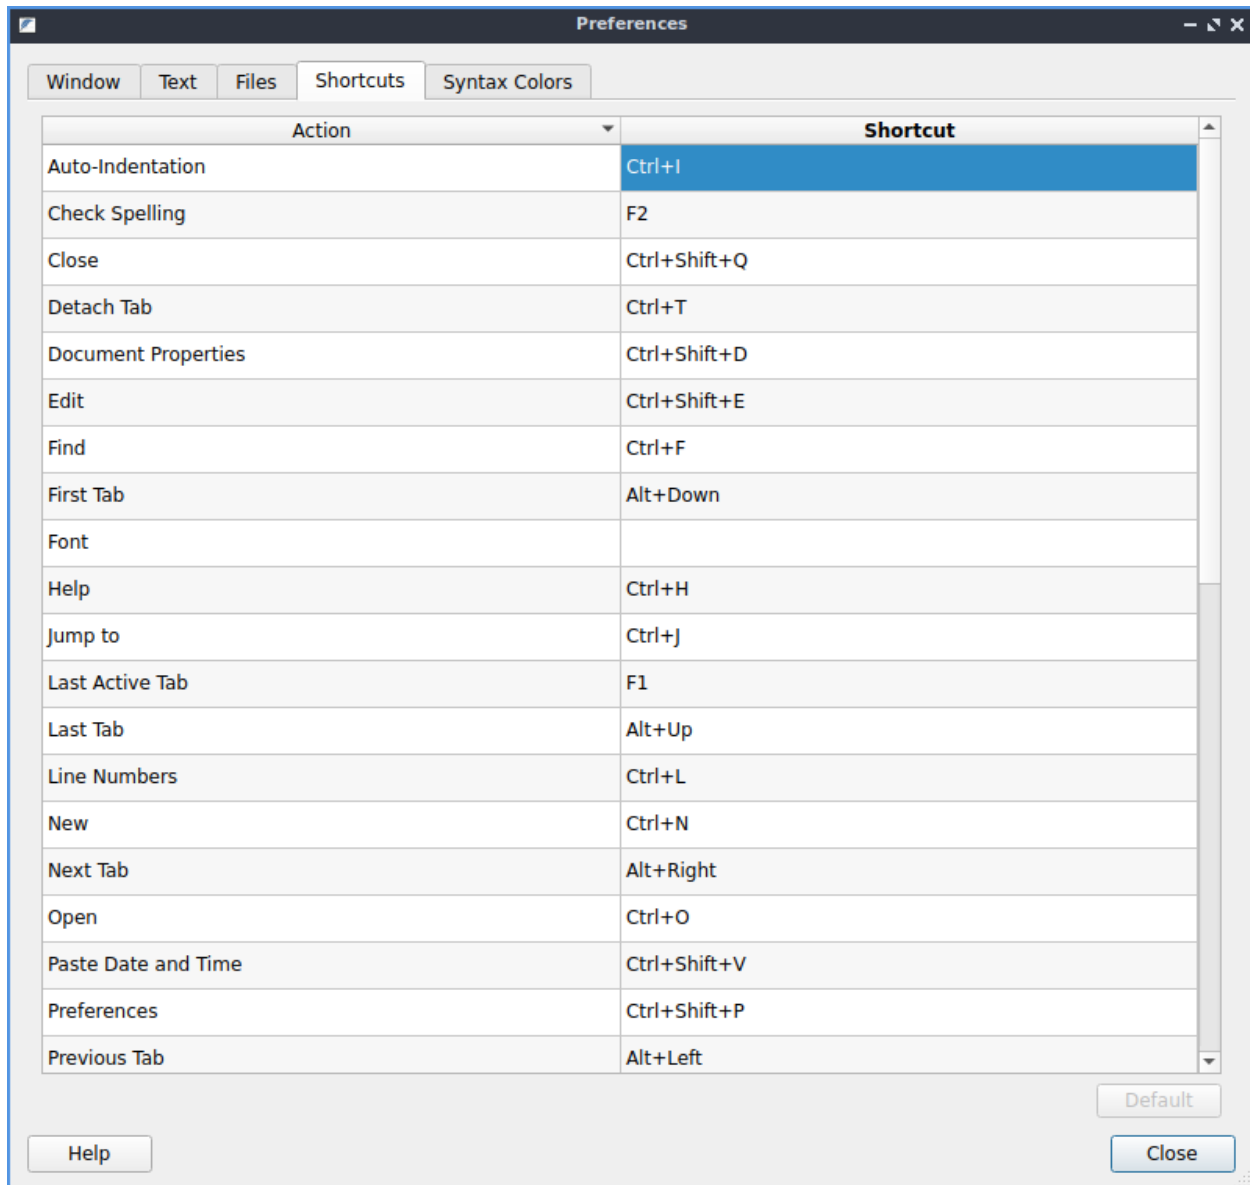 Preferences
Window Text Files Shortcuts Syntax Colors
Action Shortcut
Auto-Indentation Ctrl+I
Check Spelling F2
Close Ctrl+Shift+Q
Detach Tab Ctrl+T
Document Properties Ctrl+Shift+D
Edit Ctrl+Shift+E
Find Ctrl+F
First Tab Alt+Down
Font
Help Ctrl+H
Jump to Ctrl+J
Last Active Tab F1
Last Tab Alt+Up
Line Numbers Ctrl+L
New Ctrl+N
Next Tab Alt+Right
Open Ctrl+O
Paste Date and Time Ctrl+Shift+V
Preferences Ctrl+Shift+P
Previous Tab Alt+Left
Default
Help Close